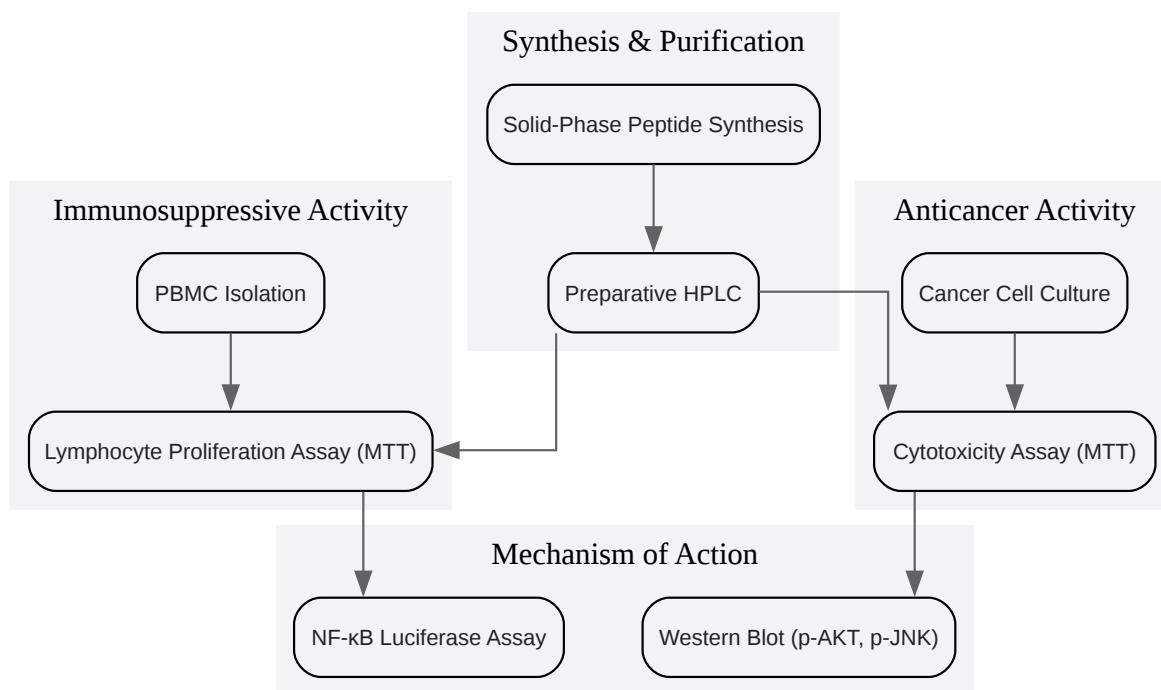 Synthesis & Purification
Solid-Phase Peptide Synthesis
Preparative HPLC
Immunosuppressive Activity
PBMC Isolation
Lymphocyte Proliferation Assay (MTT)
Anticancer Activity
Cancer Cell Culture
Cytotoxicity Assay (MTT)
Mechanism of Action
NF-κB Luciferase Assay
Western Blot (p-AKT, p-JNK)